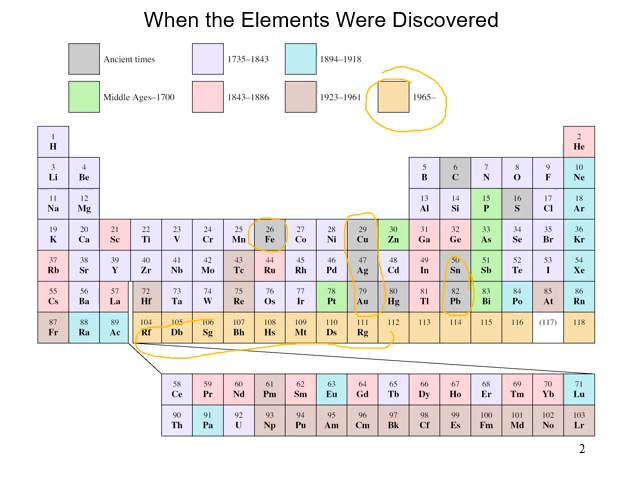 When the Elements Were Discovered
Ancient times 1735–1843 1894–1918
Middle Ages–1700 1843–1886 1923–1961 1965–
1 2
H He
3 4 5 6 7 8 9 10
Li Be B C N O F Ne
11 12 13 14 15 16 17 18
Na Mg Al Si P S Cl Ar
19 20 21 22 23 24 25 26 27 28 29 30 31 32 33 34 35 36
K Ca Sc Ti V Cr Mn Fe Co Ni Cu Zn Ga Ge As Se Br Kr
37 38 39 40 41 42 43 44 45 46 47 48 49 50 51 52 53 54
Rb Sr Y Zr Nb Mo Tc Ru Rh Pd Ag Cd In Sn Sb Te I Xe
55 56 57 72 73 74 75 76 77 78 79 80 81 82 83 84 85 86
Cs Ba La Hf Ta W Re Os Ir Pt Au Hg Tl Pb Bi Po At Rn
87 88 89 104 105 106 107 108 109 110 111 112 113 114 115 116 (117) 118
Fr Ra Ac Rf Db Sg Bh Hs Mt Ds Rg
58 59 60 61 62 63 64 65 66 67 68 69 70 71
Ce Pr Nd Pm Sm Eu Gd Tb Dy Ho Er Tm Yb Lu
90 91 92 93 94 95 96 97 98 99 100 101 102 103
Th Pa U Np Pu Am Cm Bk Cf Es Fm Md No Lr
2